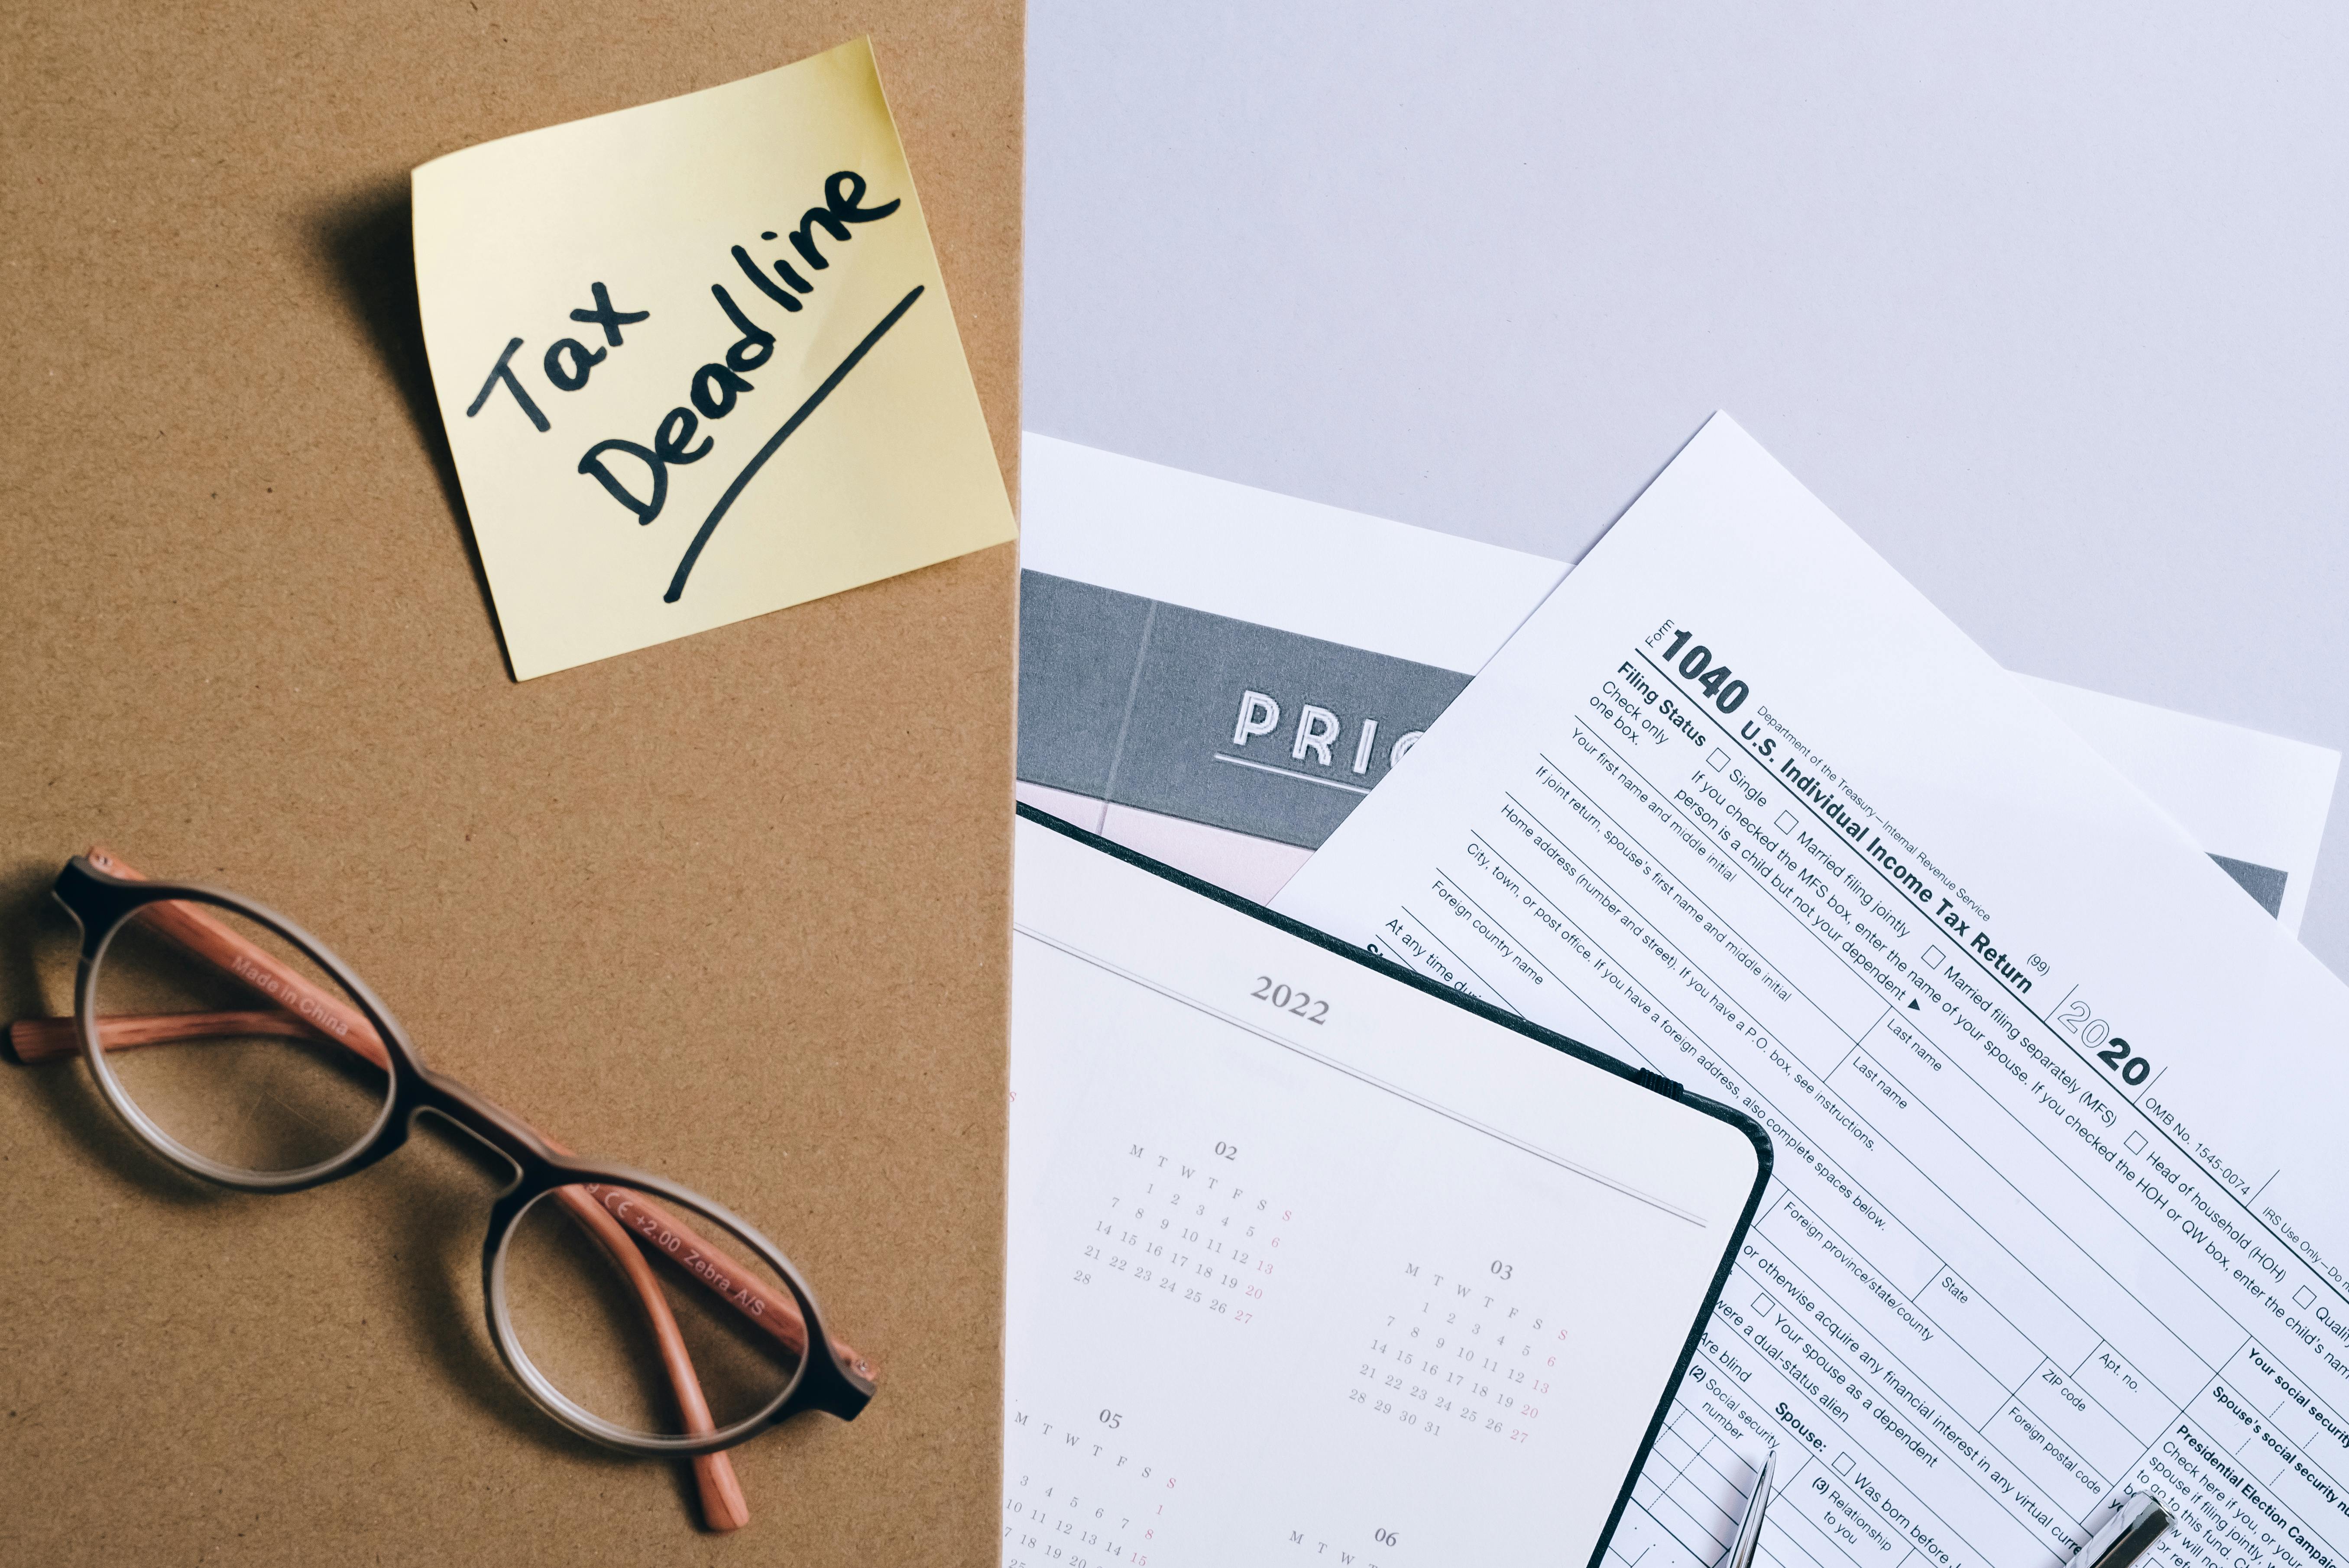 Tax
Deadline
PRIO
Made in China
CE +2.00 Zebra A/S
Form 1040
Department of the Treasury—Internal Revenue Service
U.S. Individual Income Tax Return
(99)
2020
OMB No. 1545-0074
IRS Use Only—Do
Filing Status
Check only
one box.
Single
Married filing jointly
Married filing separately (MFS)
Head of household (HOH)
If you checked the MFS box, enter the name of your spouse. If you checked the HOH or QW box, enter the child's
person is a child but not your dependent ▶
Your first name and middle initial
Last name
Your social security
If joint return, spouse's first name and middle initial
Last name
Spouse's social security
Home address (number and street). If you have a P.O. box, see instructions.
Apt. no.
Presidential Election
Check here if you, or your
spouse if filing jointly,
to go to this fund.
City, town, or post office. If you have a foreign address, also complete spaces below.
State
ZIP code
Foreign country name
Foreign province/state/county
Foreign postal code
At any time
or otherwise acquire any financial interest in any virtual
Your spouse as a dependent
were a dual-status alien
Are blind
Spouse:
Was born before
(2) Social security
number
(3) Relationship
to you
2022
02
M T W T F S S
1 2 3 4 5 6
7 8 9 10 11 12 13
14 15 16 17 18 19 20
21 22 23 24 25 26 27
28
03
M T W T F S S
1 2 3 4 5 6
7 8 9 10 11 12 13
14 15 16 17 18 19 20
21 22 23 24 25 26 27
28 29 30 31
05
M T W T F S S
1
3 4 5 6 7 8
10 11 12 13 14 15
17 18 19 20
06
M T W T